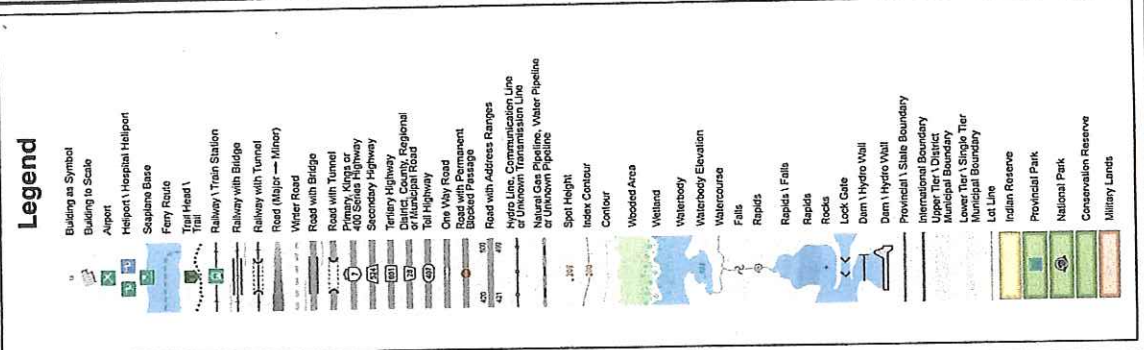 Legend
Building as Symbol
Building to Scale
Airport
Heliport \ Hospital Heliport
Seaplane Base
Ferry Route
Trail Head \
Trail
Railway \ Train Station
Railway with Bridge
Railway with Tunnel
Road (Major — Minor)
Winter Road
Road with Bridge
Road with Tunnel
Primary, Kings or
400 Series Highway
Secondary Highway
Tertiary Highway
District, County, Regional
or Municipal Road
Toll Highway
One Way Road
Road with Permanent
Blocked Passage
Road with Address Ranges
Hydro Line, Communication Line
or Unknown Transmission Line
Natural Gas Pipeline, Water Pipeline
or Unknown Pipeline
Spot Height
Index Contour
Contour
Wooded Area
Wetland
Waterbody
Waterbody Elevation
Watercourse
Falls
Rapids
Rapids \ Falls
Rapids
Rocks
Lock Gate
Dam \ Hydro Wall
Dam \ Hydro Wall
Provincial \ State Boundary
International Boundary
Upper Tier \ District
Municipal Boundary
Lower Tier \ Single Tier
Municipal Boundary
Lot Line
Indian Reserve
Provincial Park
National Park
Conservation Reserve
Military Lands